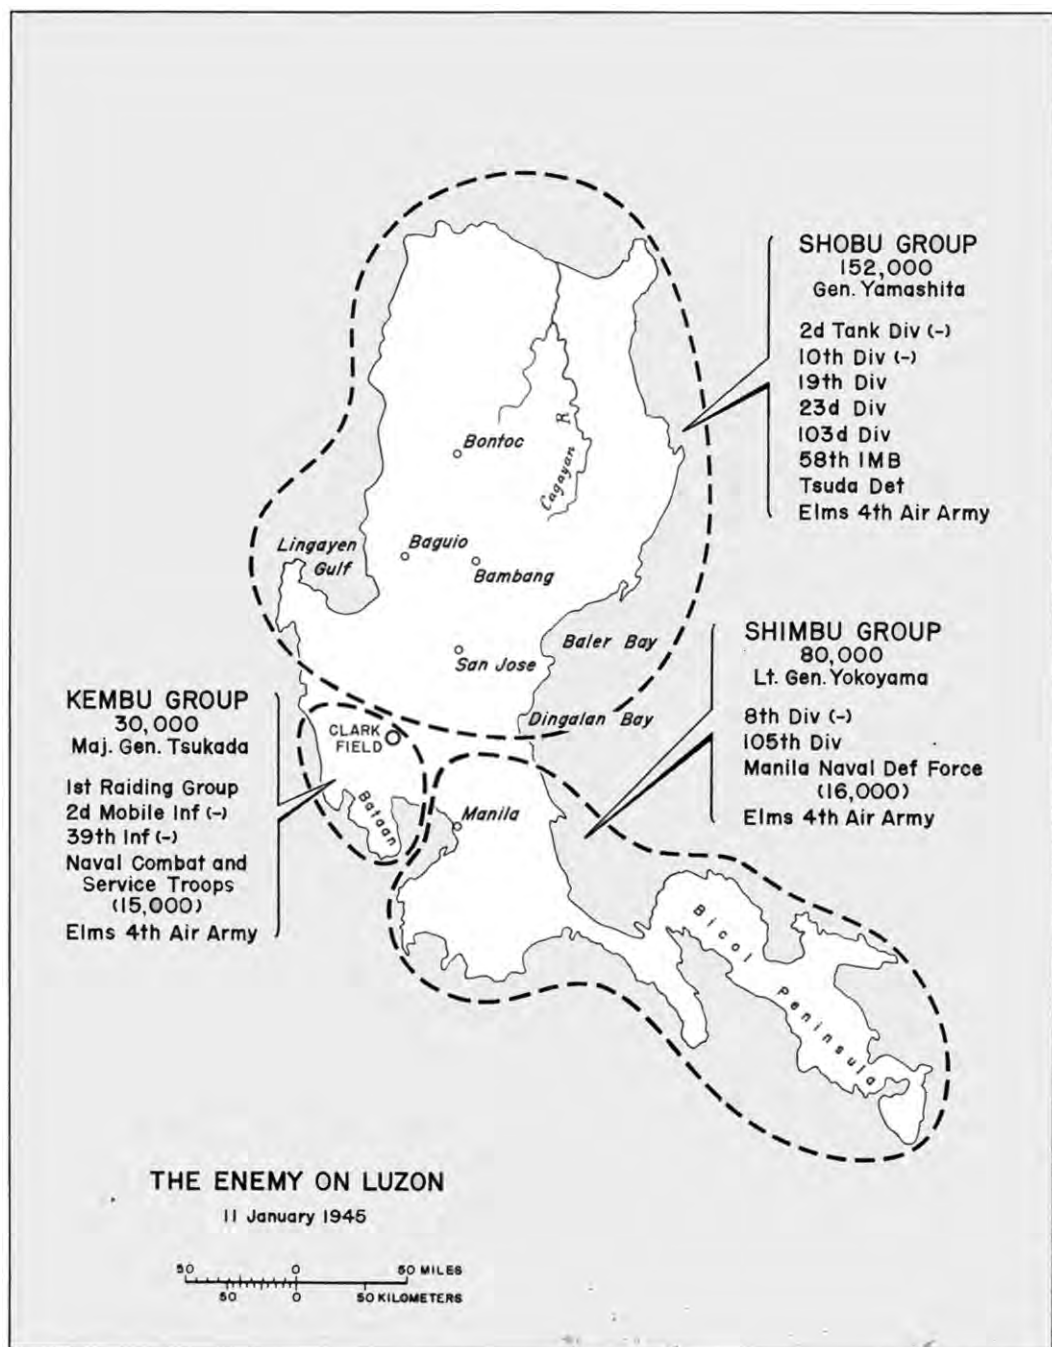 SHOBU GROUP
152,000
Gen. Yamashita
2d Tank Div (-)
10th Div (-)
19th Div
23d Div
103d Div
58th IMB
Tsuda Det
Elms 4th Air Army
Bontoc
Cagayan R
Lingayen
Gulf
Baguio
Bambang
San Jose
Baler Bay
Dingalan Bay
SHIMBU GROUP
80,000
Lt. Gen. Yokoyama
8th Div (-)
105th Div
Manila Naval Def Force
(16,000)
Elms 4th Air Army
KEMBU GROUP
30,000
Maj. Gen. Tsukada
1st Raiding Group
2d Mobile Inf (-)
39th Inf (-)
Naval Combat and
Service Troops
(15,000)
Elms 4th Air Army
CLARK
FIELD
Bataan
Manila
Bicol Peninsula
THE ENEMY ON LUZON
11 January 1945
50 0 50 MILES
50 0 50 KILOMETERS